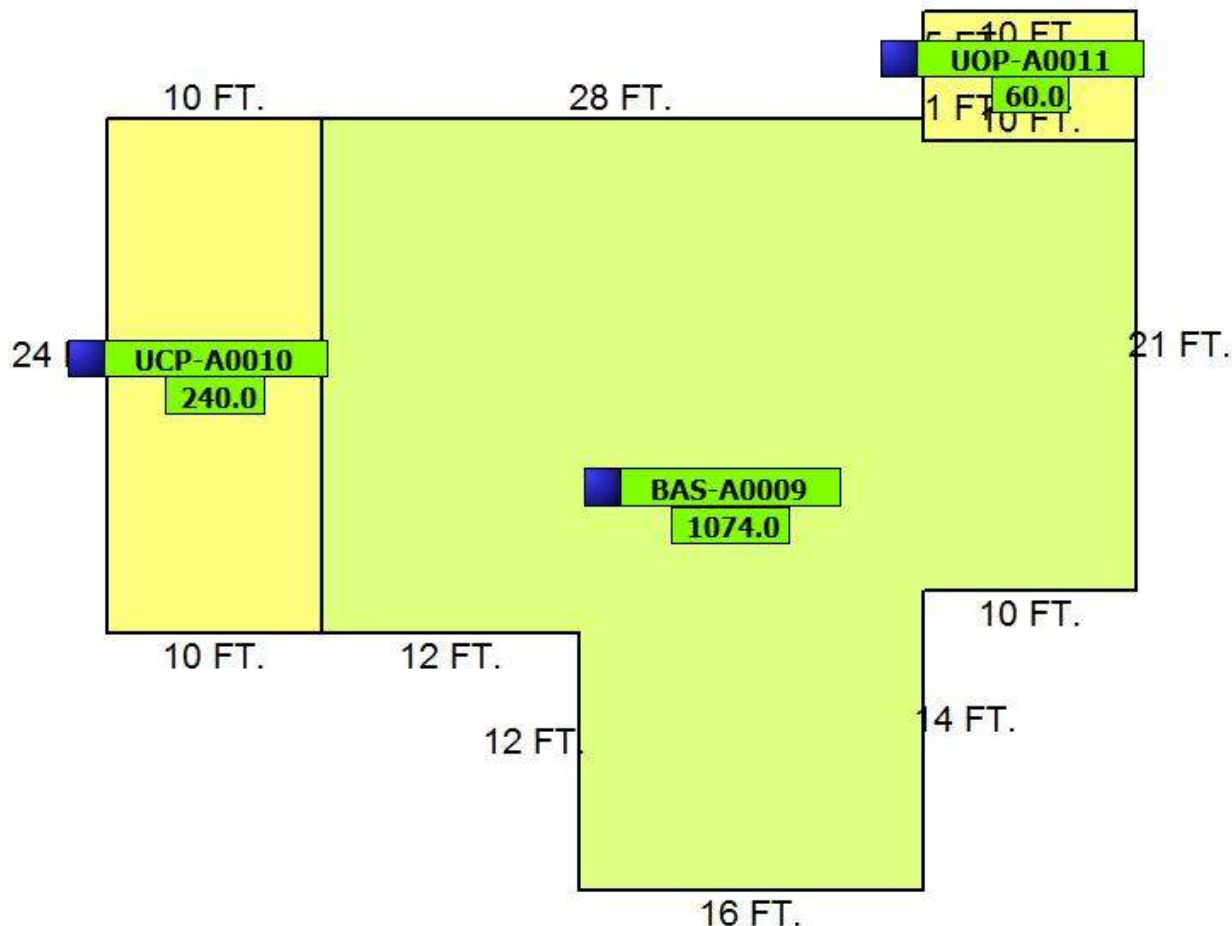 10 FT
UOP-A0011
60.0
10 FT.
10 FT.
28 FT.
1 FT
24
UCP-A0010
240.0
21 FT.
BAS-A0009
1074.0
10 FT.
10 FT.
12 FT.
12 FT.
14 FT.
16 FT.